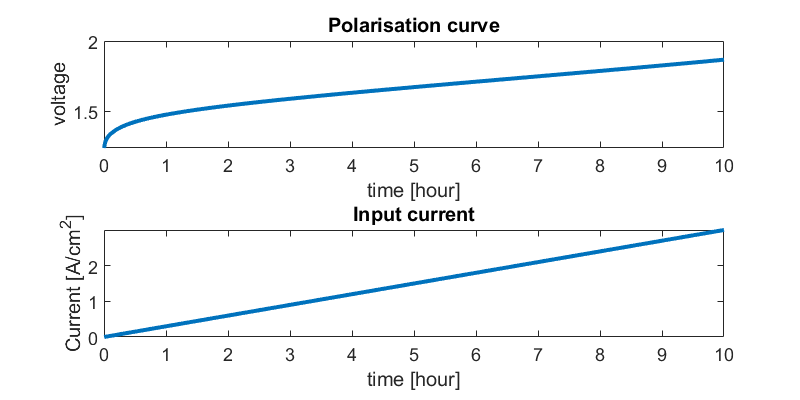 Polarisation curve
2
1.5
voltage
0 1 2 3 4 5 6 7 8 9 10
time [hour]
Input current
2
1
0
Current [A/cm²]
0 1 2 3 4 5 6 7 8 9 10
time [hour]